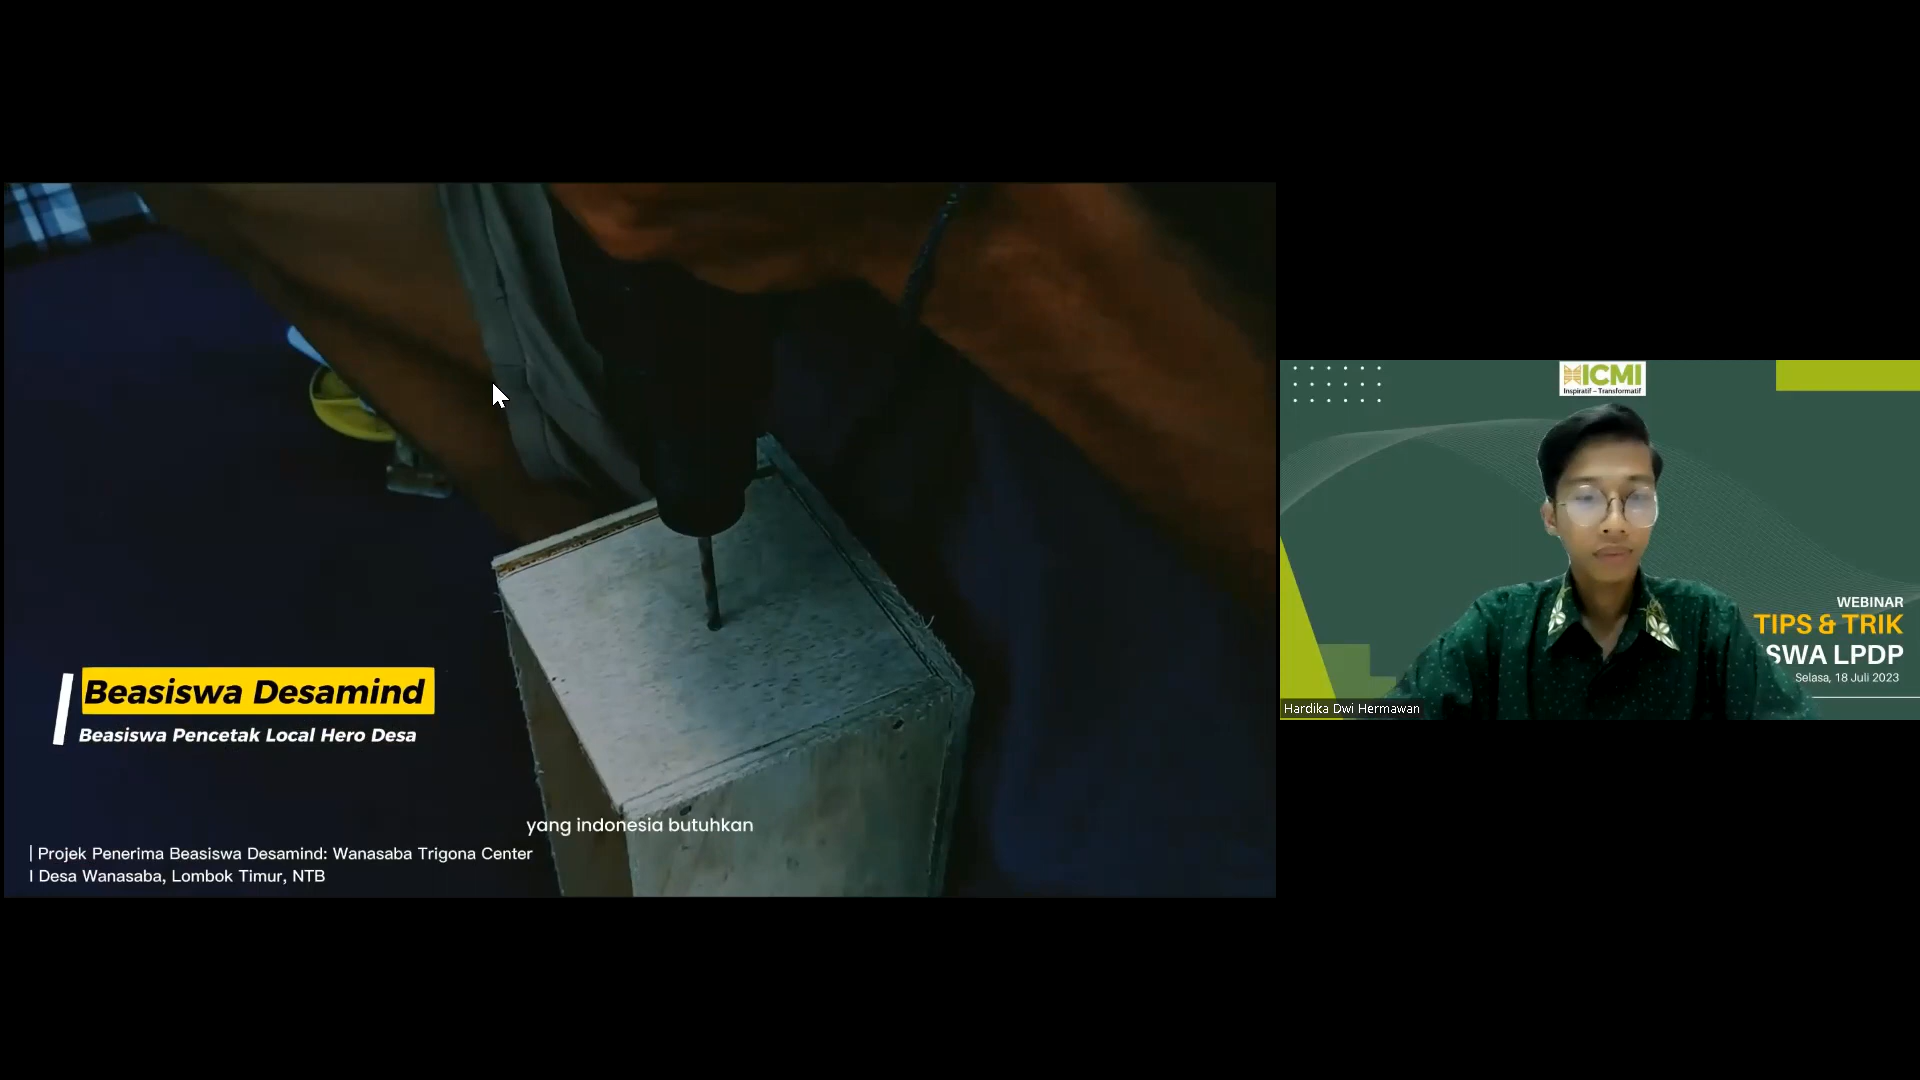 Beasiswa Desamind
Beasiswa Pencetak Local Hero Desa
yang indonesia butuhkan
| Projek Penerima Beasiswa Desamind: Wanasaba Trigona Center
I Desa Wanasaba, Lombok Timur, NTB
ICMI
Inspiratif - Transformatif
WEBINAR
TIPS & TRIK
SWA LPDP
Selasa, 18 Juli 2023
Hardika Dwi Hermawan